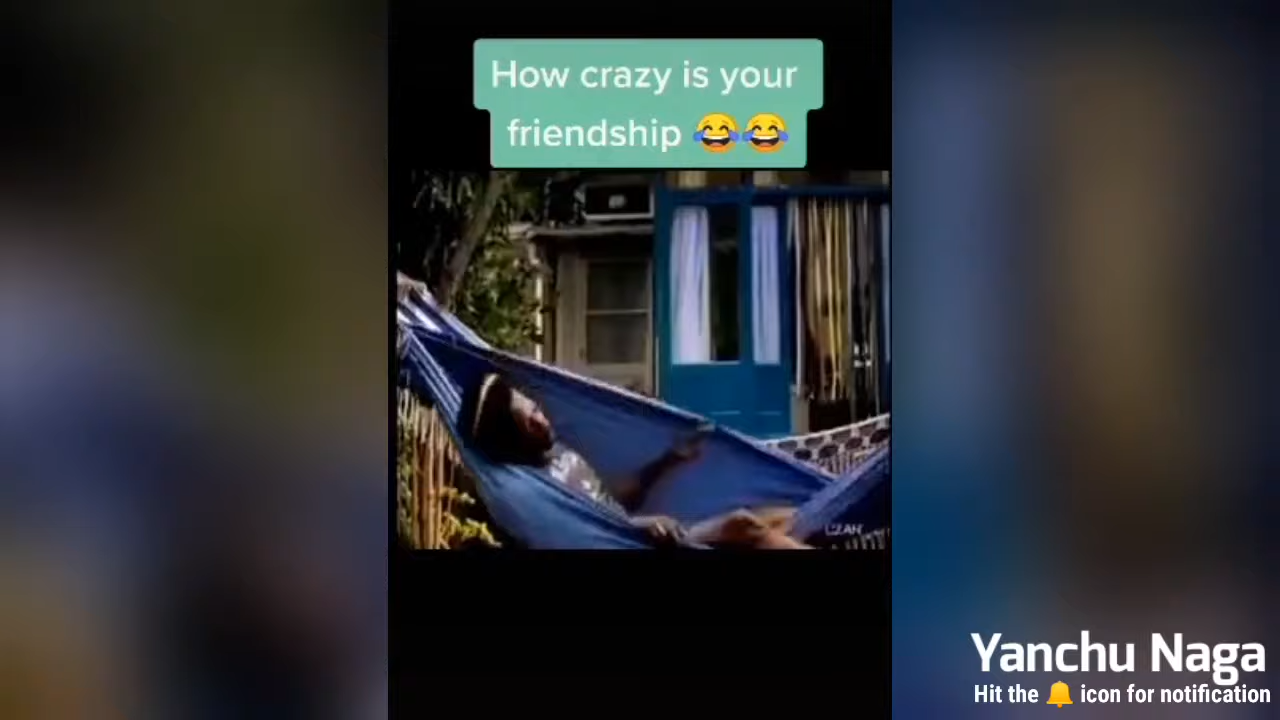 How crazy is your
friendship 😂😂
Yanchu Naga
Hit the 🔔 icon for notification